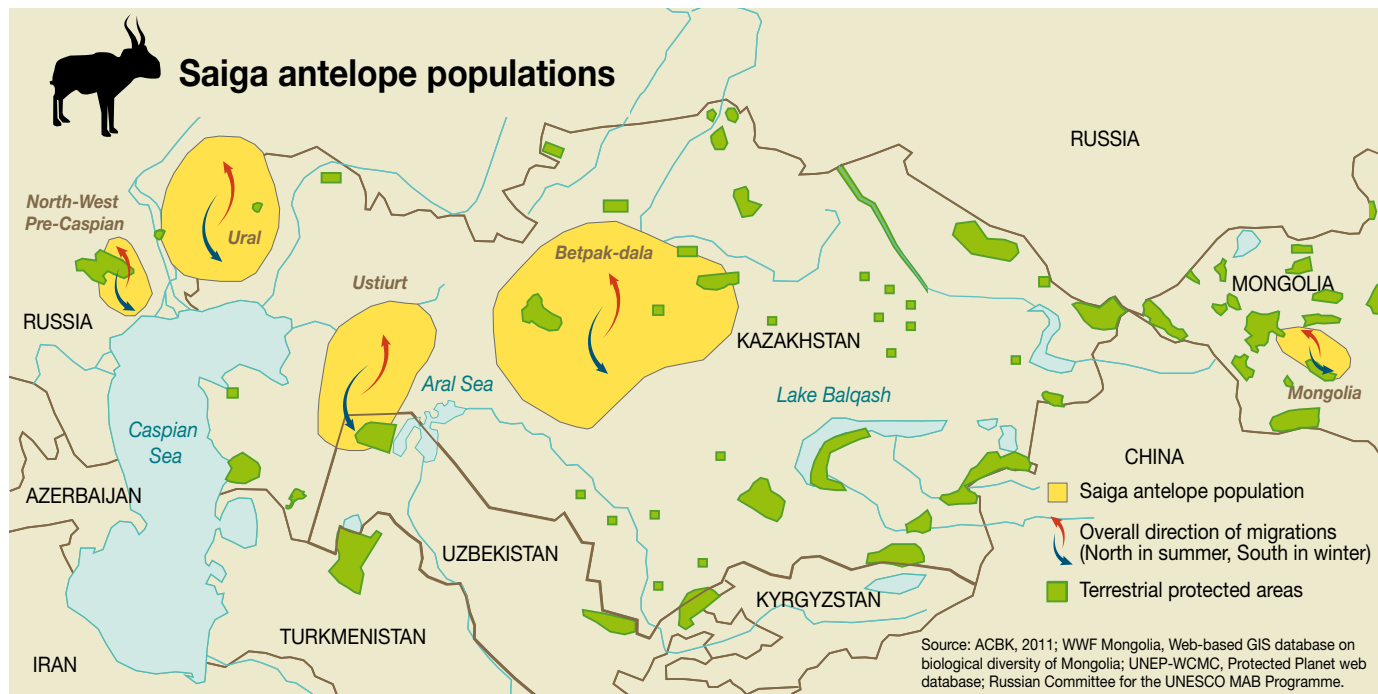 Saiga antelope populations
RUSSIA
North-West
Pre-Caspian
Ural
Betpak-dala
Ustiurt
MONGOLIA
RUSSIA
KAZAKHSTAN
Aral Sea
Lake Balqash
Mongolia
Caspian
Sea
CHINA
AZERBAIJAN
Saiga antelope population
Overall direction of migrations
(North in summer, South in winter)
UZBEKISTAN
Terrestrial protected areas
KYRGYZSTAN
TURKMENISTAN
IRAN
Source: ACBK, 2011; WWF Mongolia, Web-based GIS database on
biological diversity of Mongolia; UNEP-WCMC, Protected Planet web
database; Russian Committee for the UNESCO MAB Programme.